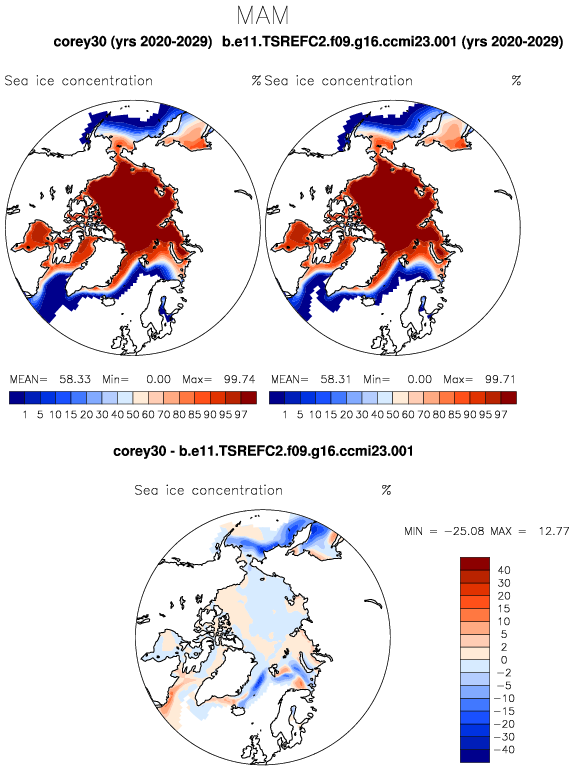 MAM
corey30 (yrs 2020-2029) b.e11.TSREFC2.f09.g16.ccmi23.001 (yrs 2020-2029)
Sea ice concentration % Sea ice concentration %
MEAN= 58.33 Min= 0.00 Max= 99.74 MEAN= 58.31 Min= 0.00 Max= 99.71
1 5 10 15 20 30 40 50 60 70 80 85 90 95 97 1 5 10 15 20 30 40 50 60 70 80 85 90 95 97
corey30 - b.e11.TSREFC2.f09.g16.ccmi23.001
Sea ice concentration %
MIN = −25.08 MAX = 12.77
40
30
20
15
10
5
2
0
−2
−5
−10
−15
−20
−30
−40